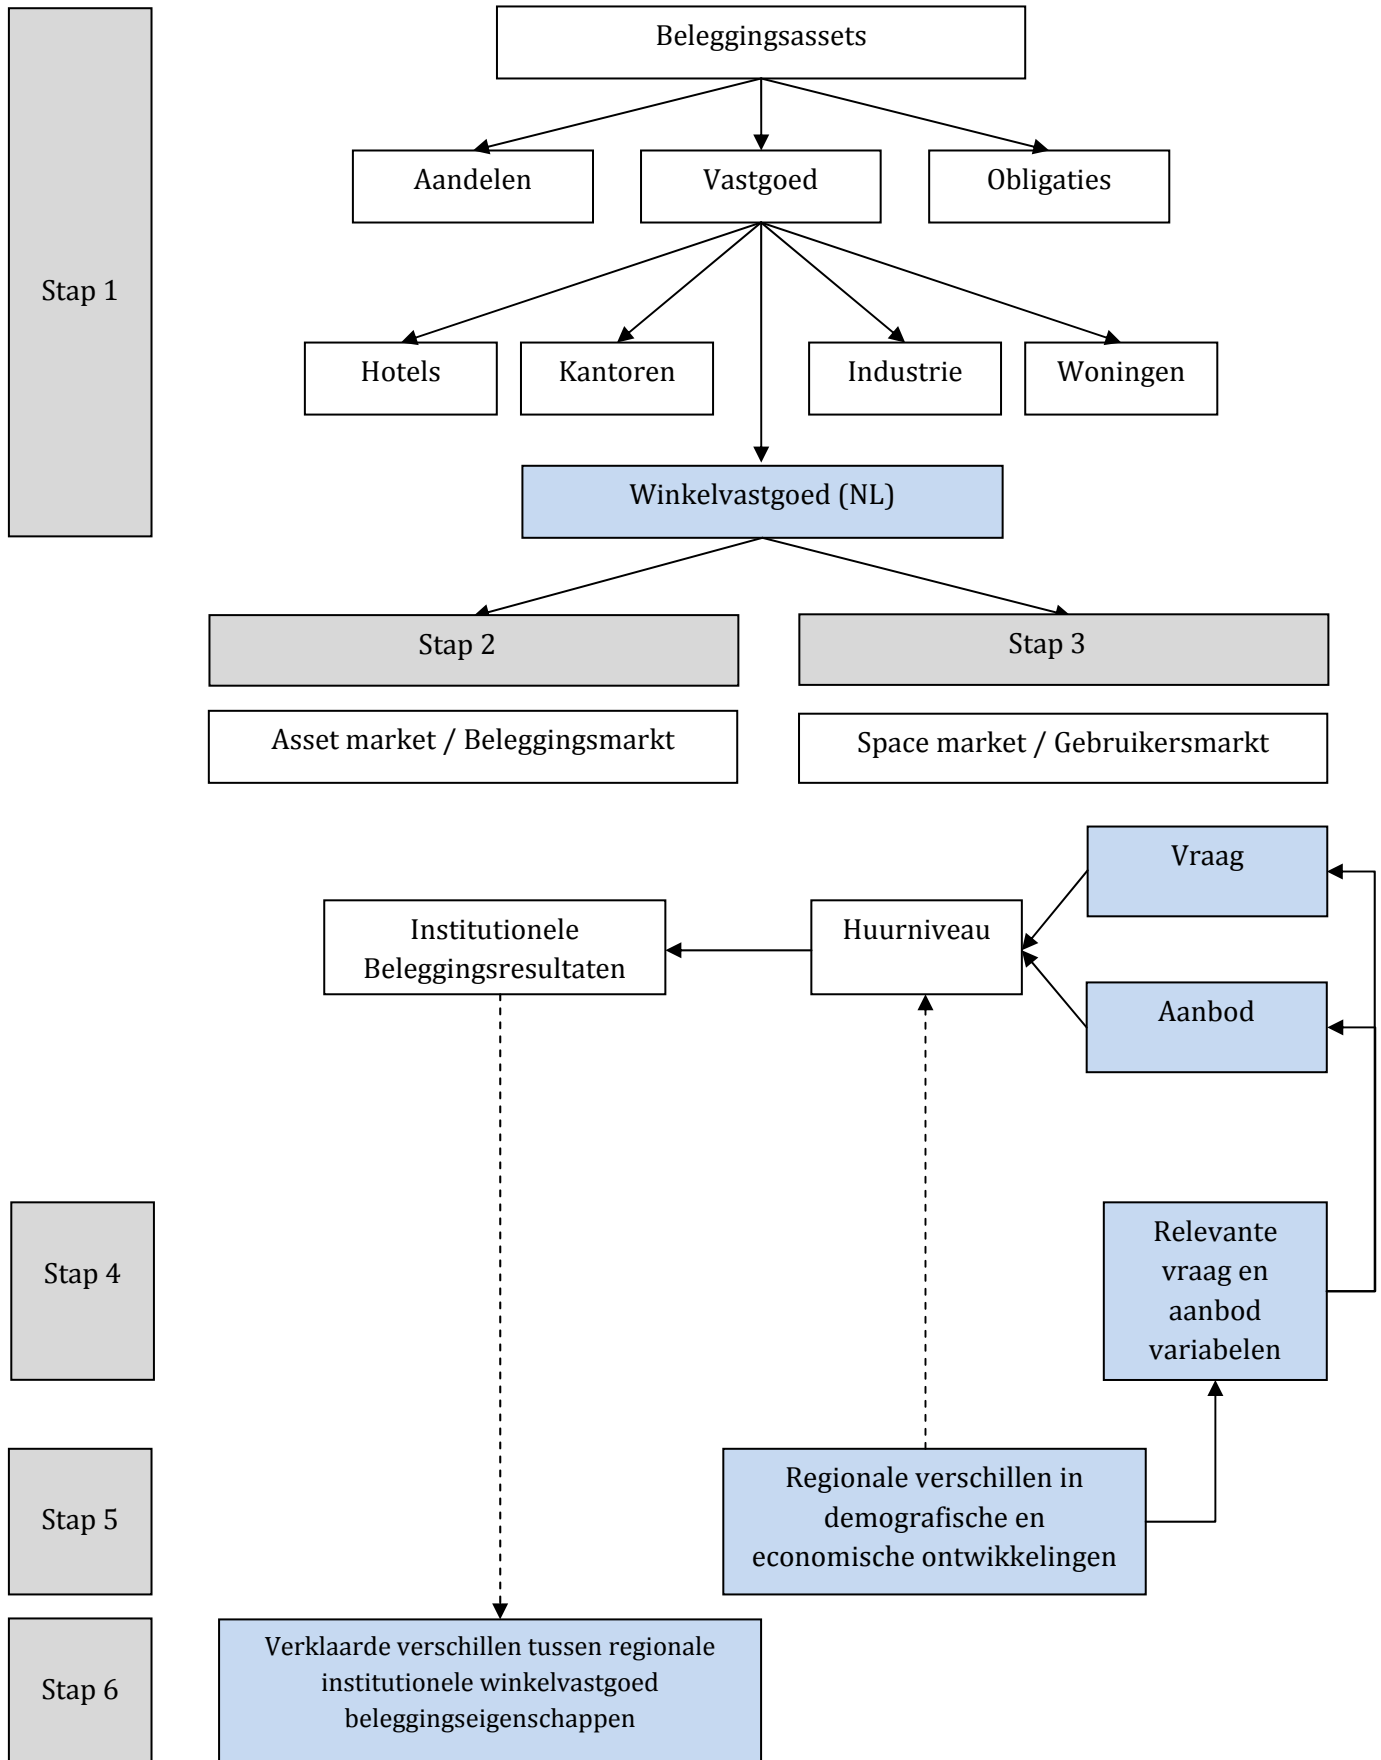 Beleggingsassets
Aandelen
Vastgoed
Obligaties
Stap 1
Hotels
Kantoren
Industrie
Woningen
Winkelvastgoed (NL)
Stap 2
Stap 3
Asset market / Beleggingsmarkt
Space market / Gebruikersmarkt
Vraag
Institutionele
Beleggingsresultaten
Huurniveau
Aanbod
Stap 4
Relevante
vraag en
aanbod
variabelen
Stap 5
Regionale verschillen in
demografische en
economische ontwikkelingen
Stap 6
Verklaarde verschillen tussen regionale
institutionele winkelvastgoed
beleggingseigenschappen